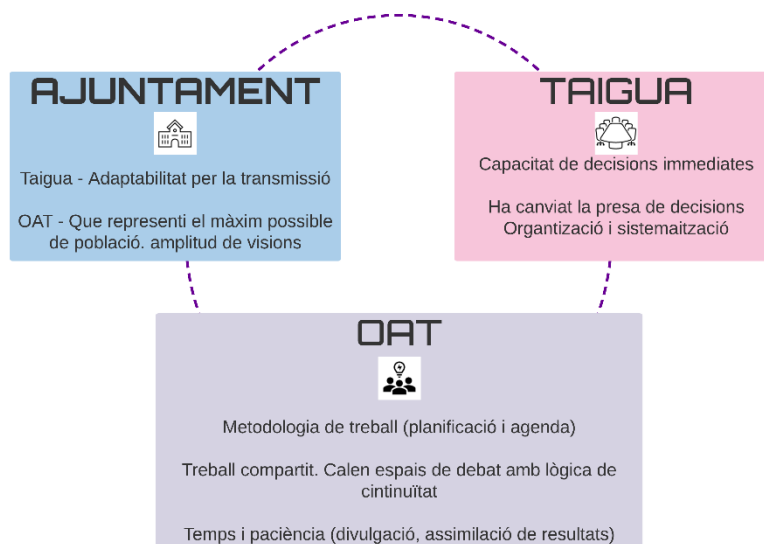 AJUNTAMENT
Taigua - Adaptabilitat per la transmissió
OAT - Que representi el màxim possible
de població. amplitud de visions
TAIGUA
Capacitat de decisions immediates
Ha canviat la presa de decisions
Organtizació i sistemaització
OAT
Metodologia de treball (planificació i agenda)
Treball compartit. Calen espais de debat amb lògica de
cintinuïtat
Temps i paciència (divulgació, assimilació de resultats)